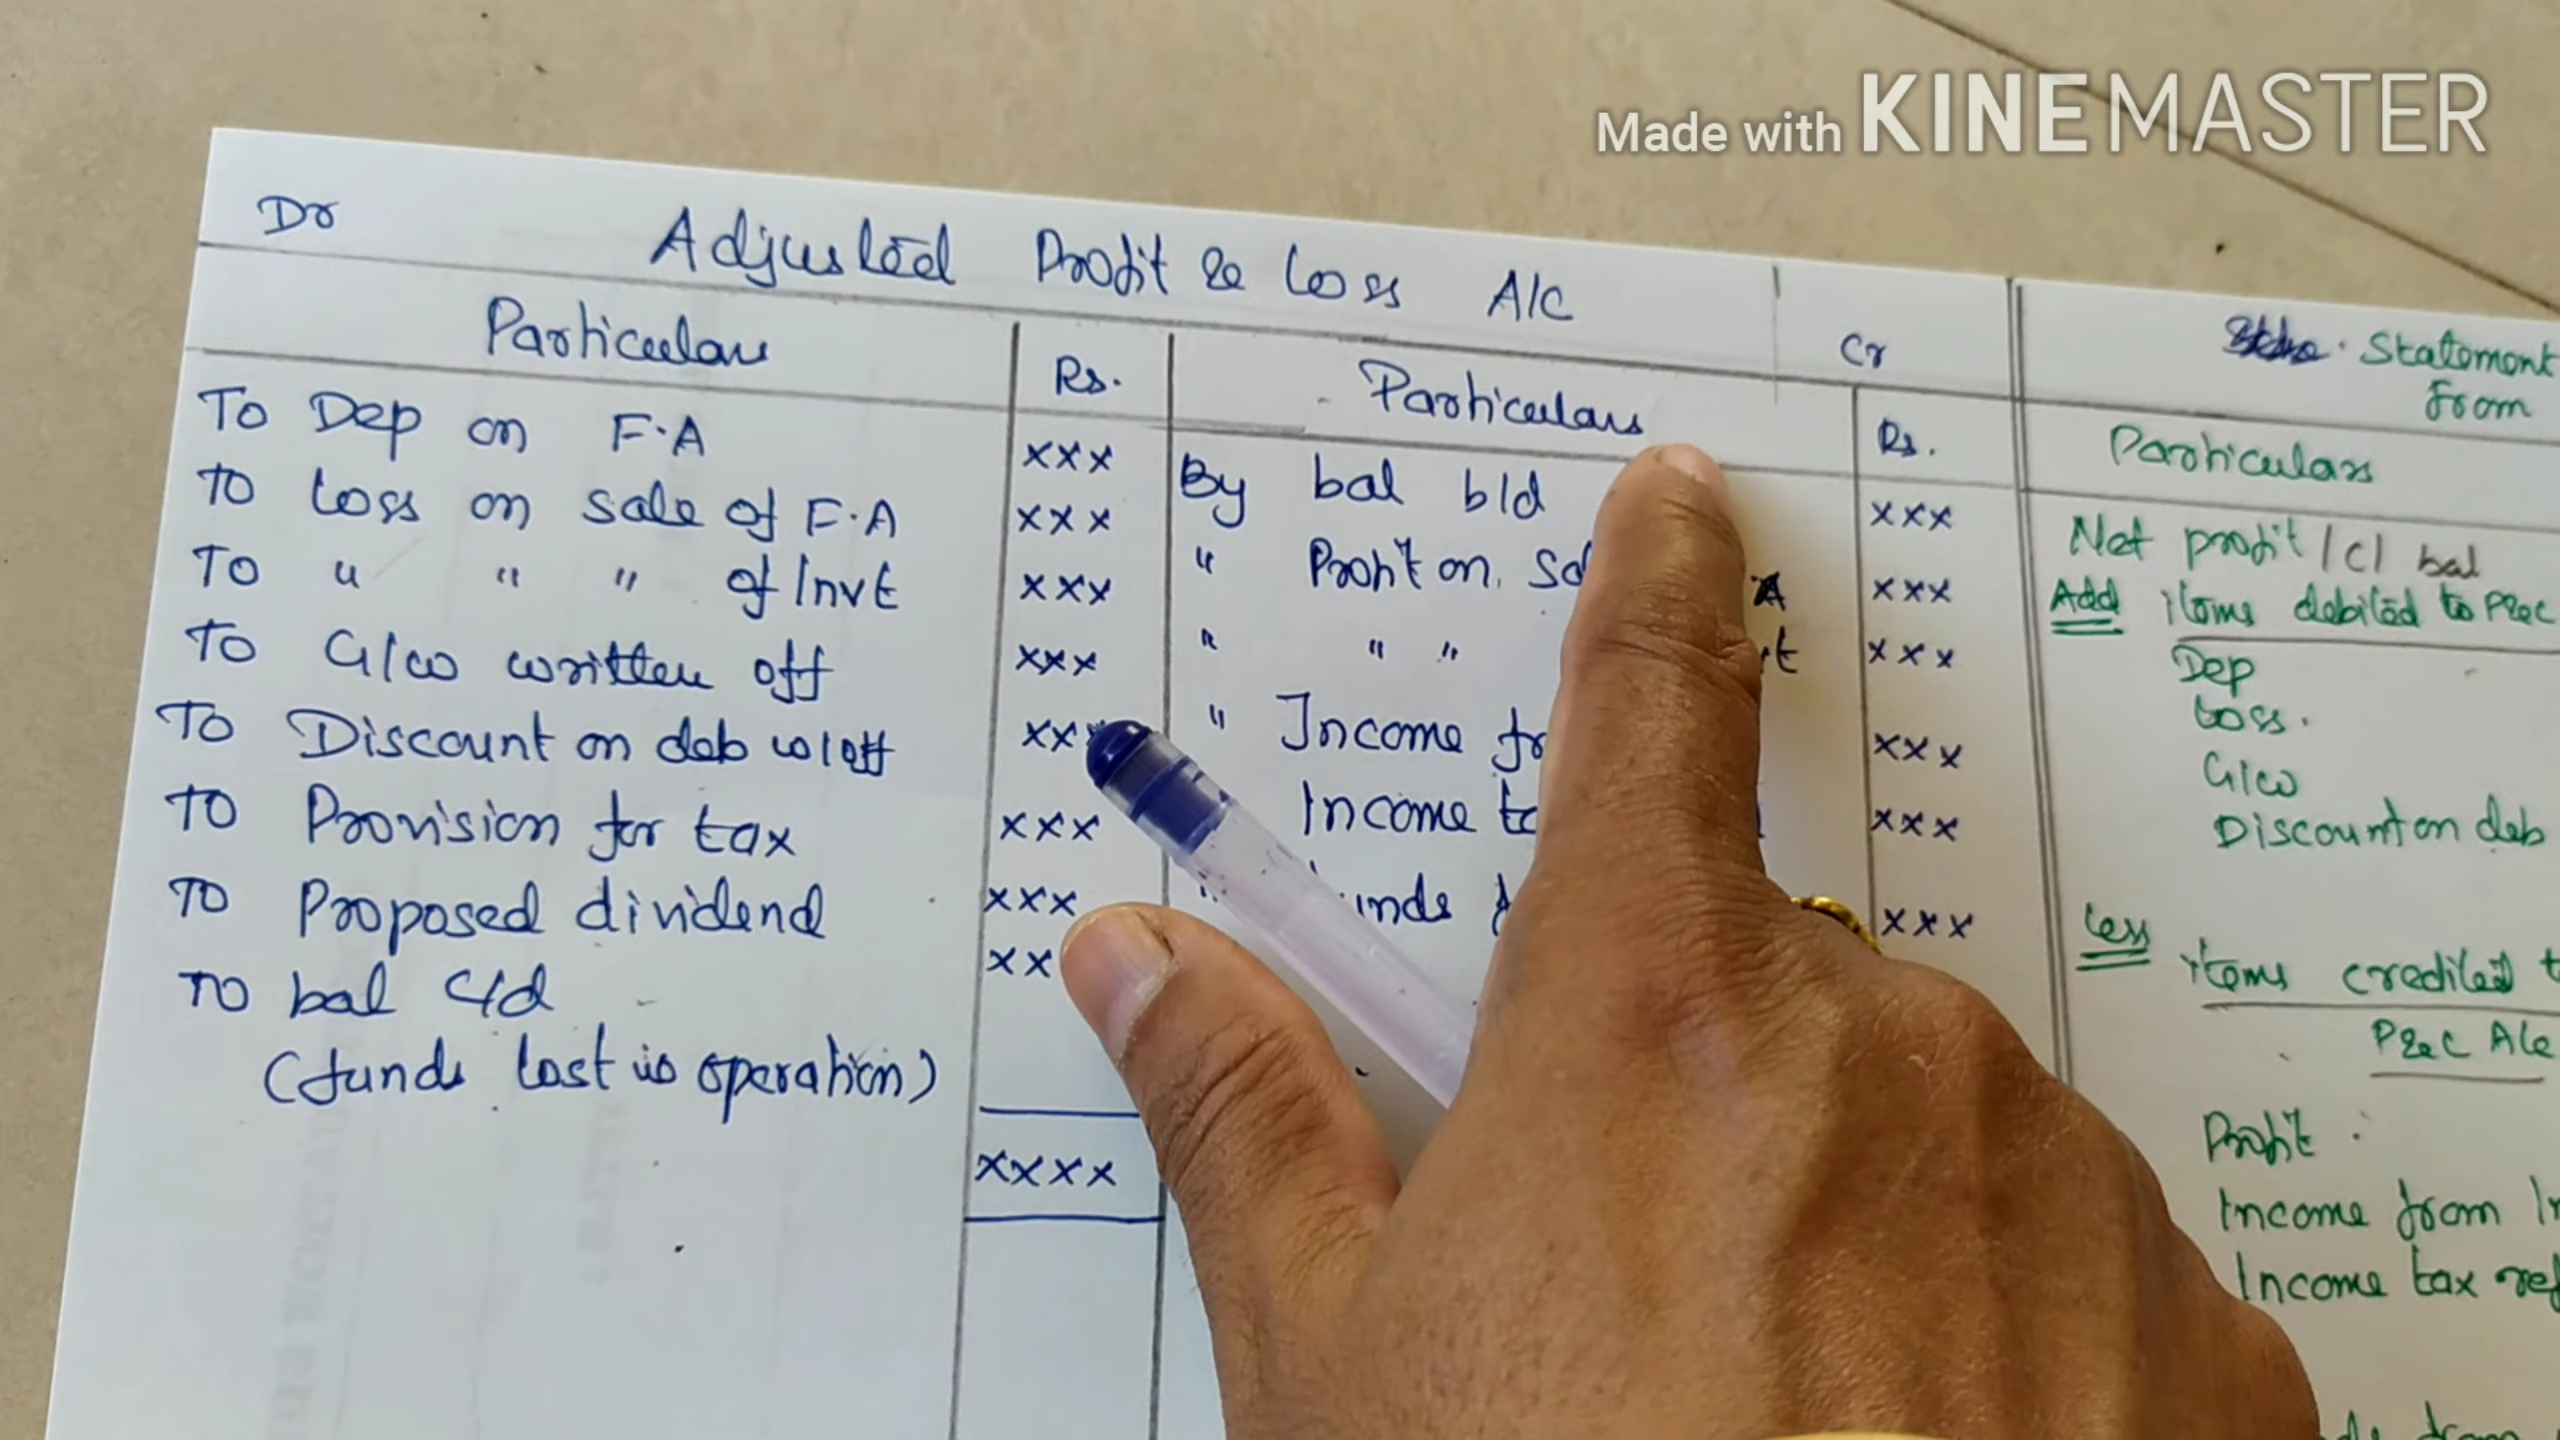 Made with KINEMASTER
Dr
Adjusted Profit & Loss A/C
Cr
Particulars
Rs.
To Dep on F.A
xxx
To Loss on sale of F.A
xxx
To " " " of Invt
xxx
To G/w written off
xxx
To Discount on deb w/off
xx
To Provision for tax
xxx
To Proposed dividend
xxx
To bal c/d
xx
(funds lost in operation)
xxxx
Particulars
Rs.
By bal b/d
xxx
" Profit on
xxx
" " "
xxx
" Income
xxx
Income
xxx
xxx
Statement
from
Particulars
Net profit / c/ bal
Add items debited to P&L
Dep
Loss.
G/w
Discount on deb
Less
items credited
P&L A/c
Profit
Income from
Income tax